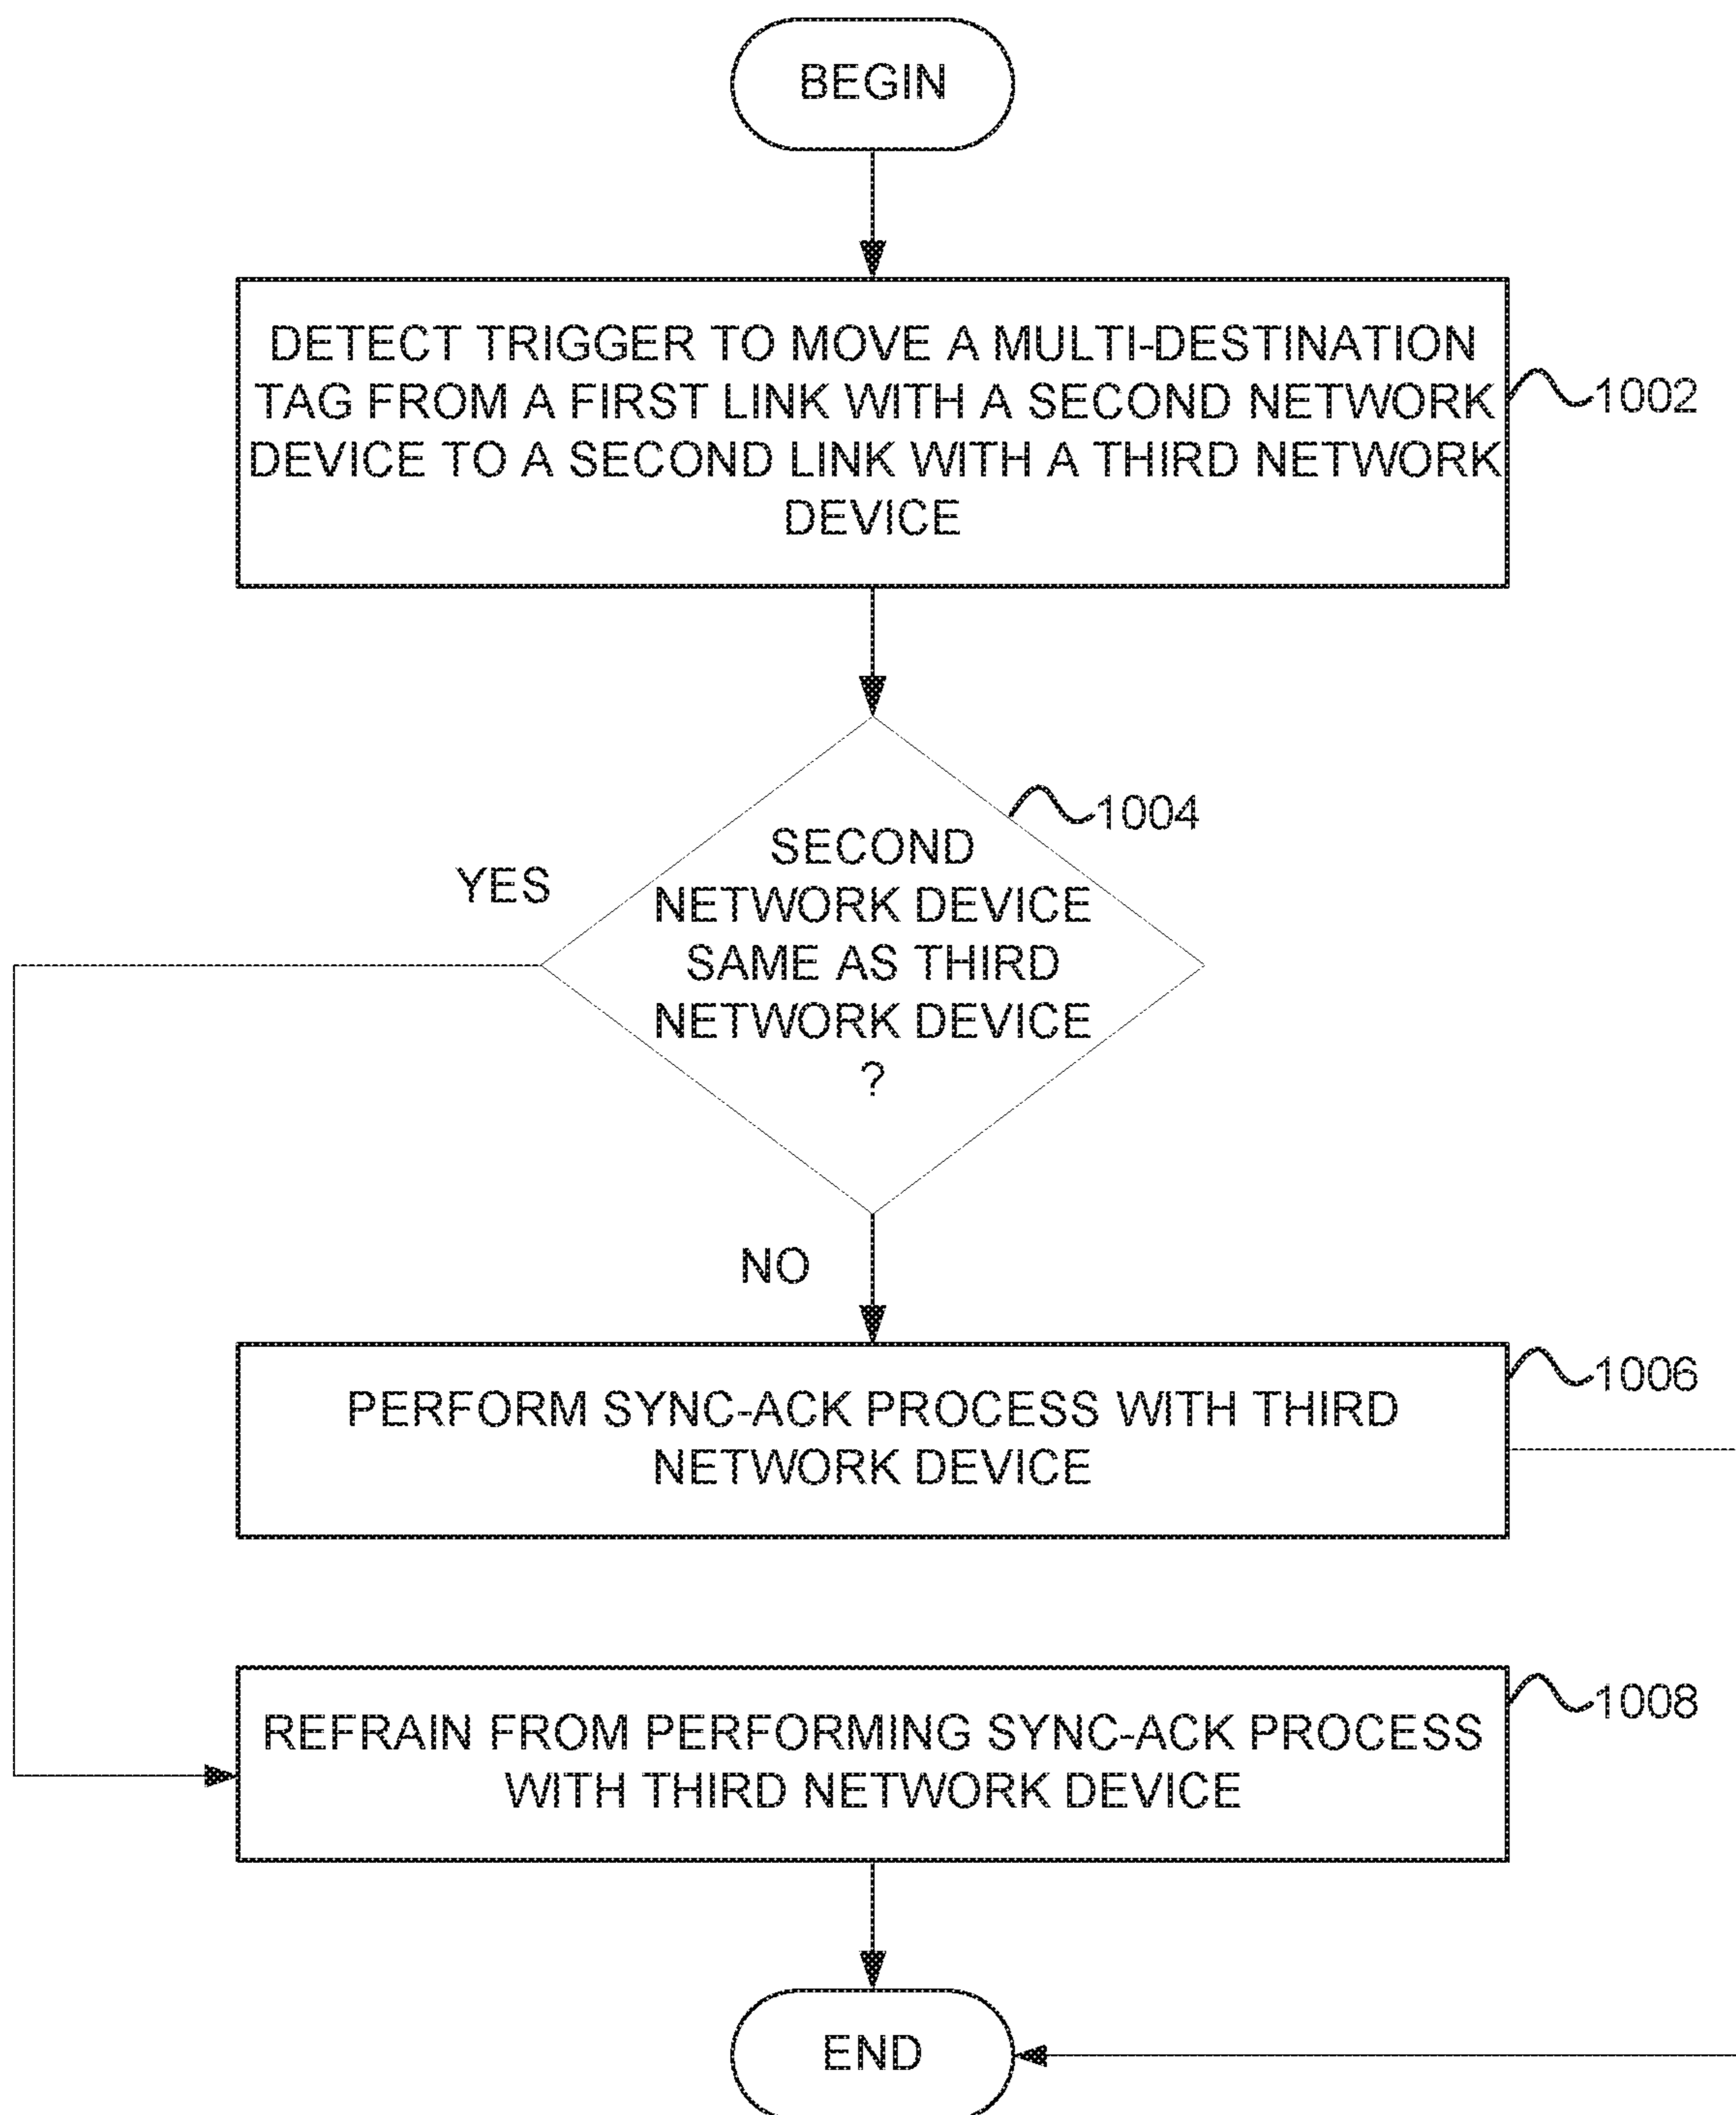 BEGIN
DETECT TRIGGER TO MOVE A MULTI-DESTINATION
TAG FROM A FIRST LINK WITH A SECOND NETWORK
DEVICE TO A SECOND LINK WITH A THIRD NETWORK
DEVICE
1002
1004
SECOND
NETWORK DEVICE
SAME AS THIRD
NETWORK DEVICE
?
YES
NO
PERFORM SYNC-ACK PROCESS WITH THIRD
NETWORK DEVICE
1006
REFRAIN FROM PERFORMING SYNC-ACK PROCESS
WITH THIRD NETWORK DEVICE
1008
END